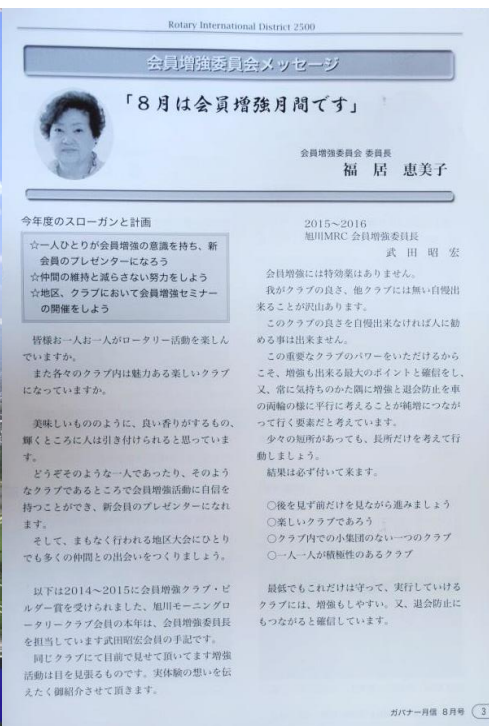 Rotary International District 2500
会員増強委員会メッセージ
「８月は会員増強月間です」
会員増強委員会 委員長
福 居 恵美子
今年度のスローガンと計画
☆一人ひとりが会員増強の意識を持ち、新
会員のプレゼンターになろう
☆仲間の維持と減らさない努力をしよう
☆地区、クラブにおいて会員増強セミナー
の開催をしよう
皆様お一人お一人がロータリー活動を楽しん
でいますか。
また各々のクラブ内は魅力ある楽しいクラブ
になっていますか。
美味しいもののように、良い香りがするもの、
輝くところに人は引き付けられると思っていま
す。
どうぞそのような一人であったり、そのよう
なクラブであるところで会員増強活動に自信を
持つことができ、新会員のプレゼンターになれ
ます。
そして、まもなく行われる地区大会にひとり
でも多くの仲間との出会いをつくりましょう。
以下は2014～2015に会員増強クラブ・ビ
ルダー賞を受けられました、旭川モーニングロ
ータリークラブ会員の本年は、会員増強委員長
を担当しています武田昭宏会員の手記です。
同じクラブにて目前で見せて頂いてます増強
活動は目を見張るものです。実体験の想いを伝
えたく御紹介させて頂きます。
2015～2016
旭川MRC 会員増強委員長
武 田 昭 宏
会員増強には特効薬はありません。
我がクラブの良さ、他クラブには無い自慢出
来ることが沢山あります。
このクラブの良さを自慢出来なければ人に勧
める事は出来ません。
この重要なクラブのパワーをいただけるから
こそ、増強も出来る最大のポイントと確信をし、
又、常に気持ちのかた隅に増強と退会防止を車
の両輪の様に平行に考えることが純増につなが
って行く要素だと考えています。
少々の短所があっても、長所だけを考えて行
動しましょう。
結果は必ず付いて来ます。
○後を見ず前だけを見ながら進みましょう
○楽しいクラブであろう
○クラブ内での小集団のない一つのクラブ
○一人一人が積極性のあるクラブ
最低でもこれだけは守って、実行していける
クラブには、増強もしやすい。又、退会防止に
もつながると確信しています。
ガバナー月信 8月号 3